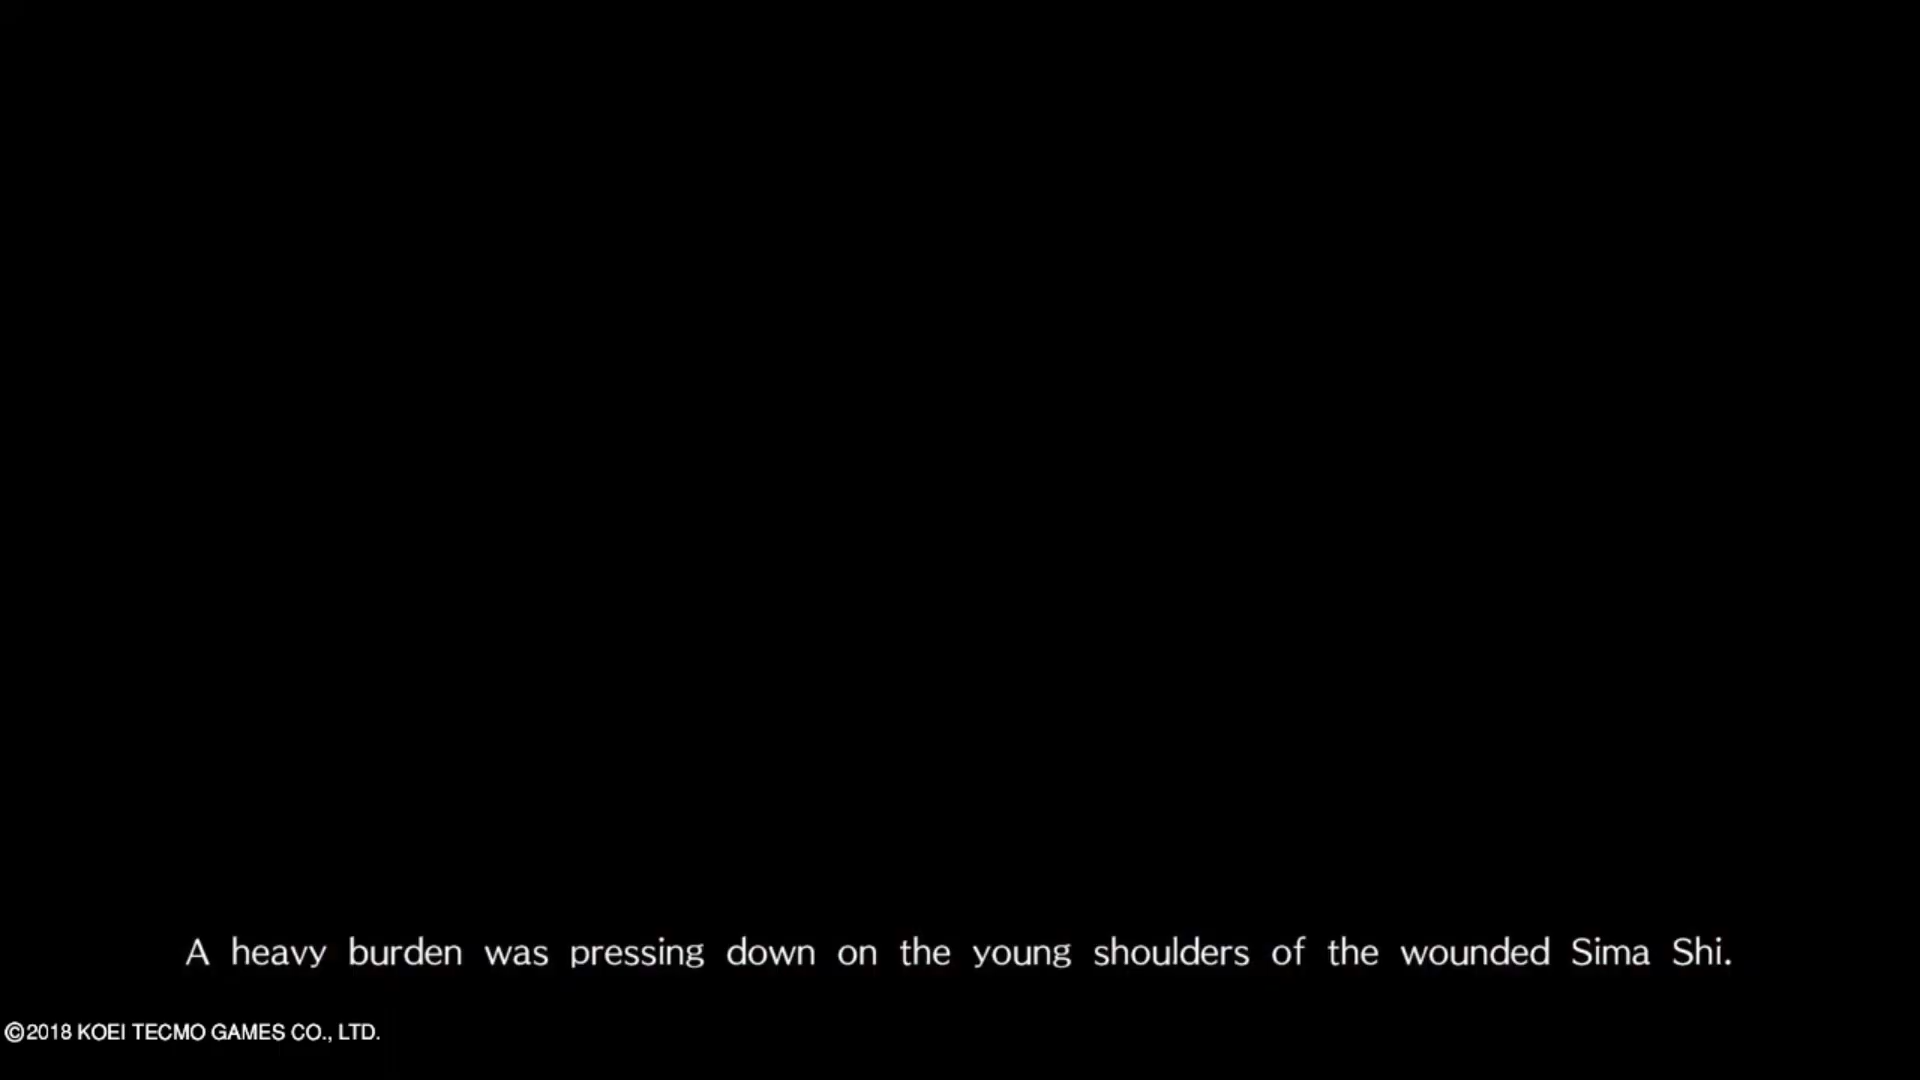 A heavy burden was pressing down on the young shoulders of the wounded Sima Shi.
©2018 KOEI TECMO GAMES CO., LTD.